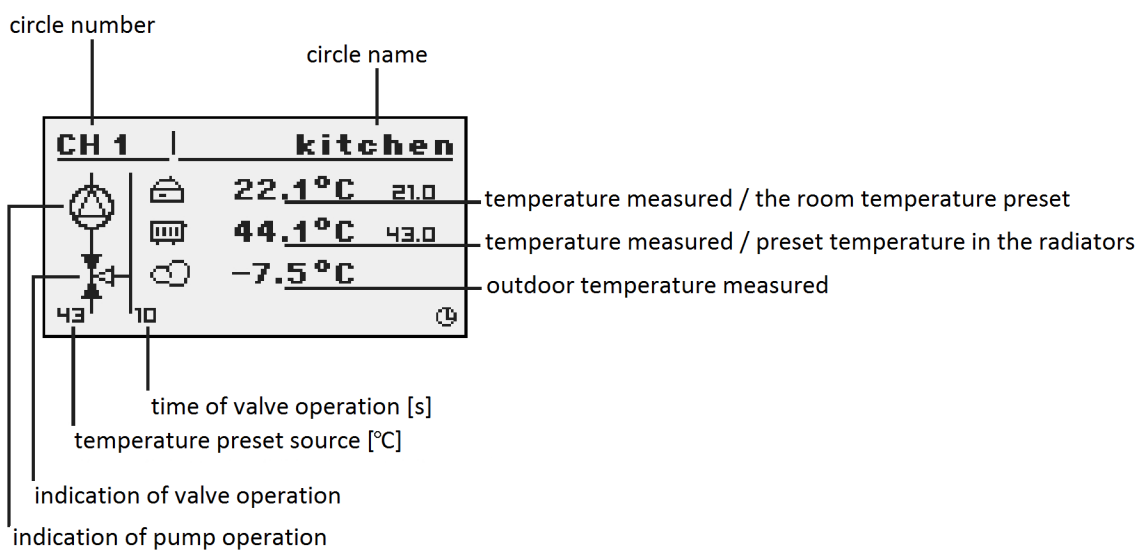 circle number
circle name
CH 1 kitchen
22.1°C 21.0
temperature measured / the room temperature preset
44.1°C 43.0
temperature measured / preset temperature in the radiators
-7.5°C
outdoor temperature measured
43 10
time of valve operation [s]
temperature preset source [°C]
indication of valve operation
indication of pump operation